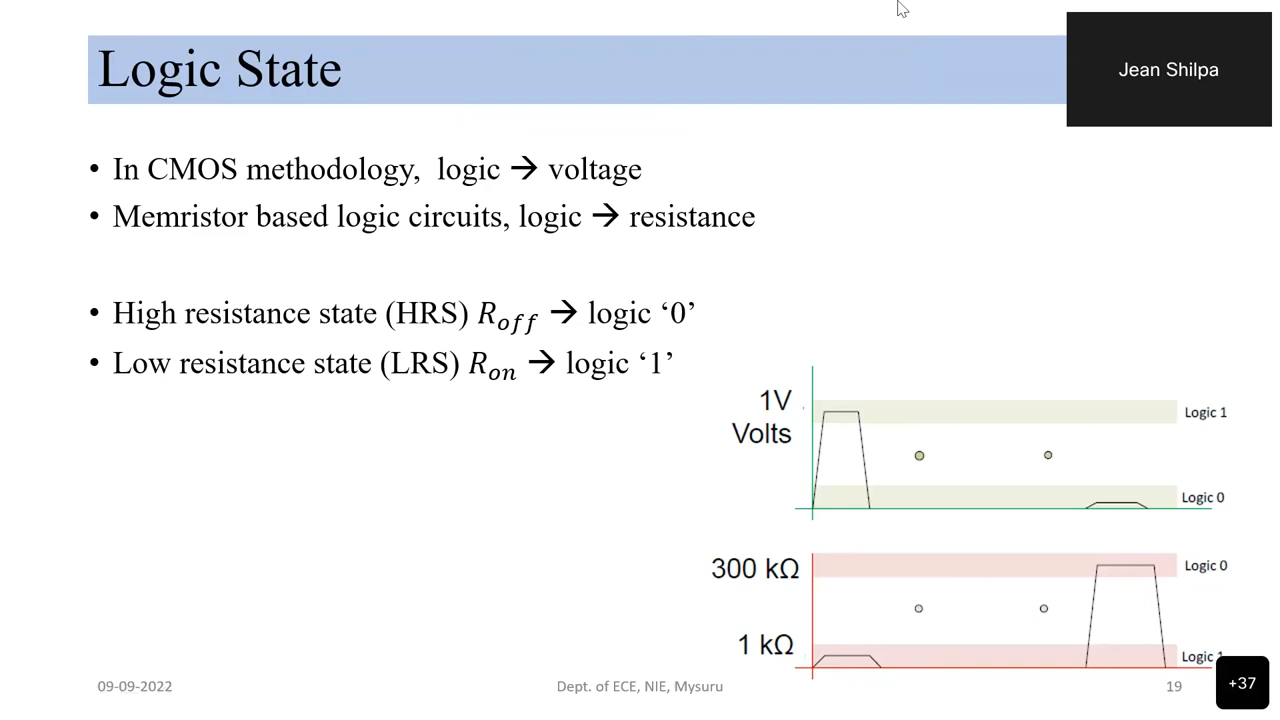 Logic State
Jean Shilpa
• In CMOS methodology, logic → voltage
• Memristor based logic circuits, logic → resistance
• High resistance state (HRS) R_off → logic ‘0’
• Low resistance state (LRS) R_on → logic ‘1’
1V
Volts
Logic 1
Logic 0
300 kΩ
Logic 0
1 kΩ
Logic 1
09-09-2022
Dept. of ECE, NIE, Mysuru
19
+37